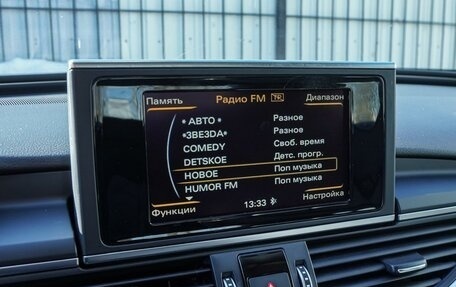 Память Радио FM TP Диапазон
• АВТО • Разное
•ЗВЕЗDА• Разное
COMEDY Своб. время
DETSKOE Детс. прогр.
НОВОЕ Поп музыка
HUMOR FM Поп музыка
Функции 13:33 Настройка